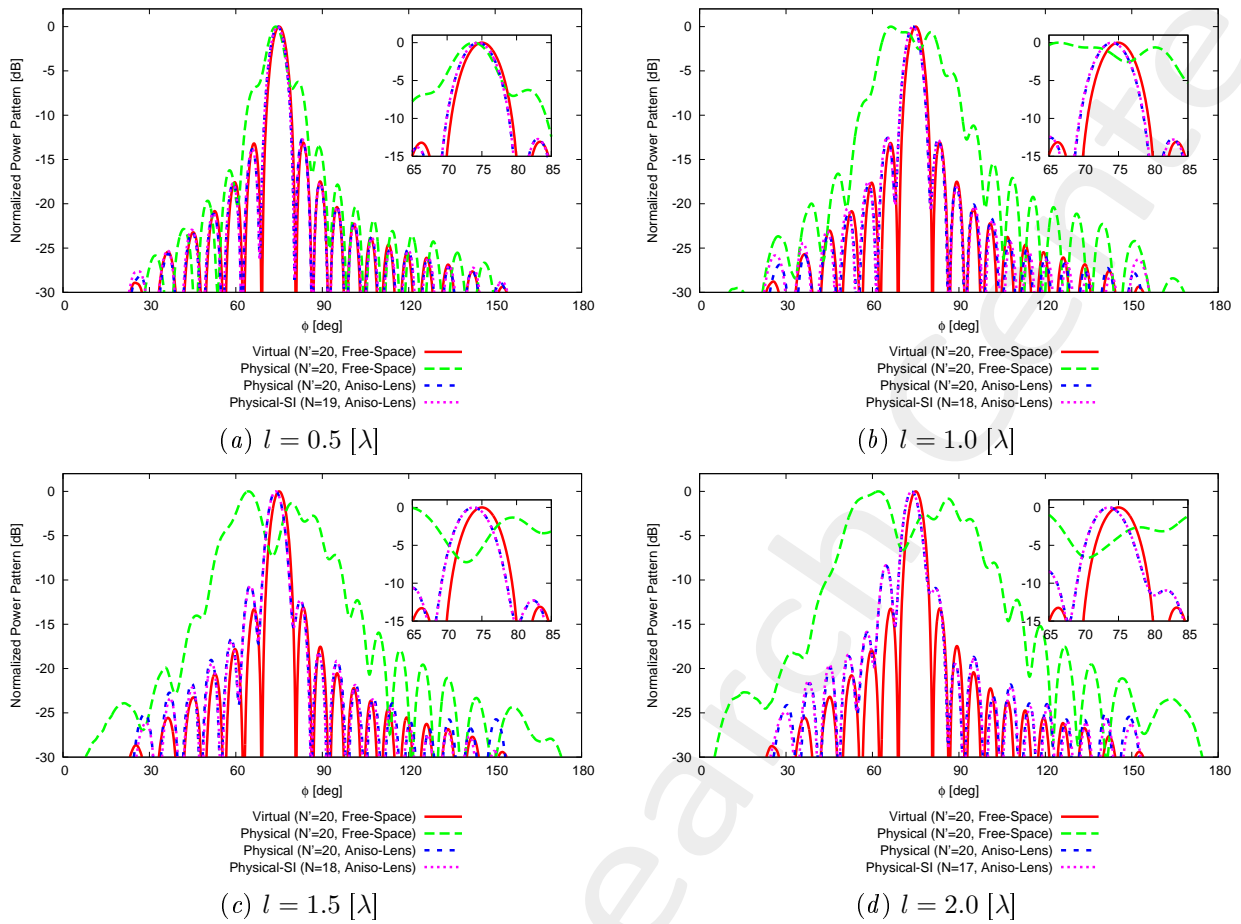 Normalized Power Pattern [dB]
0
-5
-10
-15
-20
-25
-30
0 30 60 90 120 150 180
ϕ [deg]
0
-5
-10
-15
65 70 75 80 85
Virtual (N'=20, Free-Space)
Physical (N'=20, Free-Space)
Physical (N'=20, Aniso-Lens)
Physical-SI (N=19, Aniso-Lens)
(a) l = 0.5 [λ]
Normalized Power Pattern [dB]
0
-5
-10
-15
-20
-25
-30
0 30 60 90 120 150 180
ϕ [deg]
0
-5
-10
-15
65 70 75 80 85
Virtual (N'=20, Free-Space)
Physical (N'=20, Free-Space)
Physical (N'=20, Aniso-Lens)
Physical-SI (N=18, Aniso-Lens)
(b) l = 1.0 [λ]
Normalized Power Pattern [dB]
0
-5
-10
-15
-20
-25
-30
0 30 60 90 120 150 180
ϕ [deg]
0
-5
-10
-15
65 70 75 80 85
Virtual (N'=20, Free-Space)
Physical (N'=20, Free-Space)
Physical (N'=20, Aniso-Lens)
Physical-SI (N=18, Aniso-Lens)
(c) l = 1.5 [λ]
Normalized Power Pattern [dB]
0
-5
-10
-15
-20
-25
-30
0 30 60 90 120 150 180
ϕ [deg]
0
-5
-10
-15
65 70 75 80 85
Virtual (N'=20, Free-Space)
Physical (N'=20, Free-Space)
Physical (N'=20, Aniso-Lens)
Physical-SI (N=17, Aniso-Lens)
(d) l = 2.0 [λ]
earch Cente